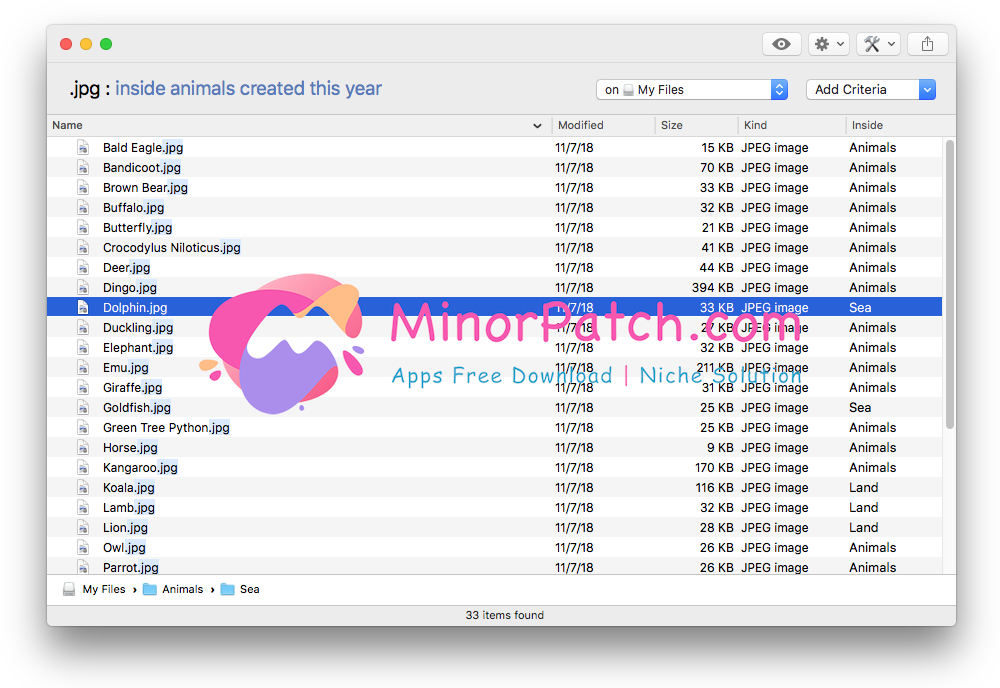 .jpg : inside animals created this year
on My Files
Add Criteria
Name Modified Size Kind Inside
Bald Eagle.jpg 11/7/18 15 KB JPEG image Animals
Bandicoot.jpg 11/7/18 70 KB JPEG image Animals
Brown Bear.jpg 11/7/18 33 KB JPEG image Animals
Buffalo.jpg 11/7/18 32 KB JPEG image Animals
Butterfly.jpg 11/7/18 21 KB JPEG image Animals
Crocodylus Niloticus.jpg 11/7/18 41 KB JPEG image Animals
Deer.jpg 11/7/18 44 KB JPEG image Animals
Dingo.jpg 11/7/18 394 KB JPEG image Animals
Dolphin.jpg 11/7/18 33 KB JPEG image Sea
MinorPatch.com
Duckling.jpg 11/7/18 27 KB JPEG image Animals
Elephant.jpg 11/7/18 32 KB JPEG image Animals
Emu.jpg 11/7/18 211 KB JPEG image Animals
Apps Free Download | Niche Solution
Giraffe.jpg 11/7/18 31 KB JPEG image Animals
Goldfish.jpg 11/7/18 25 KB JPEG image Sea
Green Tree Python.jpg 11/7/18 25 KB JPEG image Animals
Horse.jpg 11/7/18 9 KB JPEG image Animals
Kangaroo.jpg 11/7/18 170 KB JPEG image Animals
Koala.jpg 11/7/18 116 KB JPEG image Land
Lamb.jpg 11/7/18 32 KB JPEG image Land
Lion.jpg 11/7/18 28 KB JPEG image Land
Owl.jpg 11/7/18 26 KB JPEG image Animals
Parrot.jpg 11/7/18 26 KB JPEG image Animals
My Files › Animals › Sea
33 items found